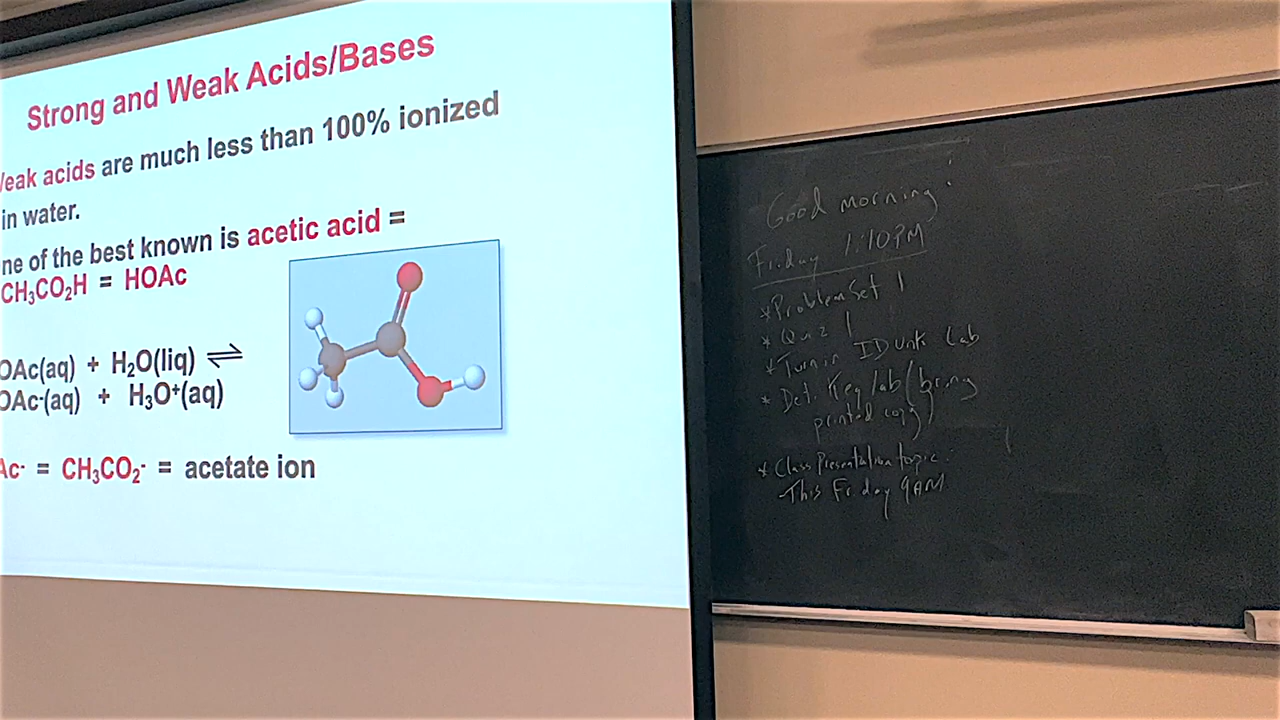 Strong and Weak Acids/Bases
eak acids are much less than 100% ionized
in water.
ne of the best known is acetic acid =
CH₃CO₂H = HOAc
OAc(aq) + H₂O(liq) ⇌
OAc⁻(aq) + H₃O⁺(aq)
Ac⁻ = CH₃CO₂⁻ = acetate ion
Good morning!
Friday 1:10PM
* Problem Set 1
* Quiz 1
* Turn in ID Unks Lab
* Det. Keq lab (bring
printed copy)
* Class Presentation topic:
This Friday 9AM